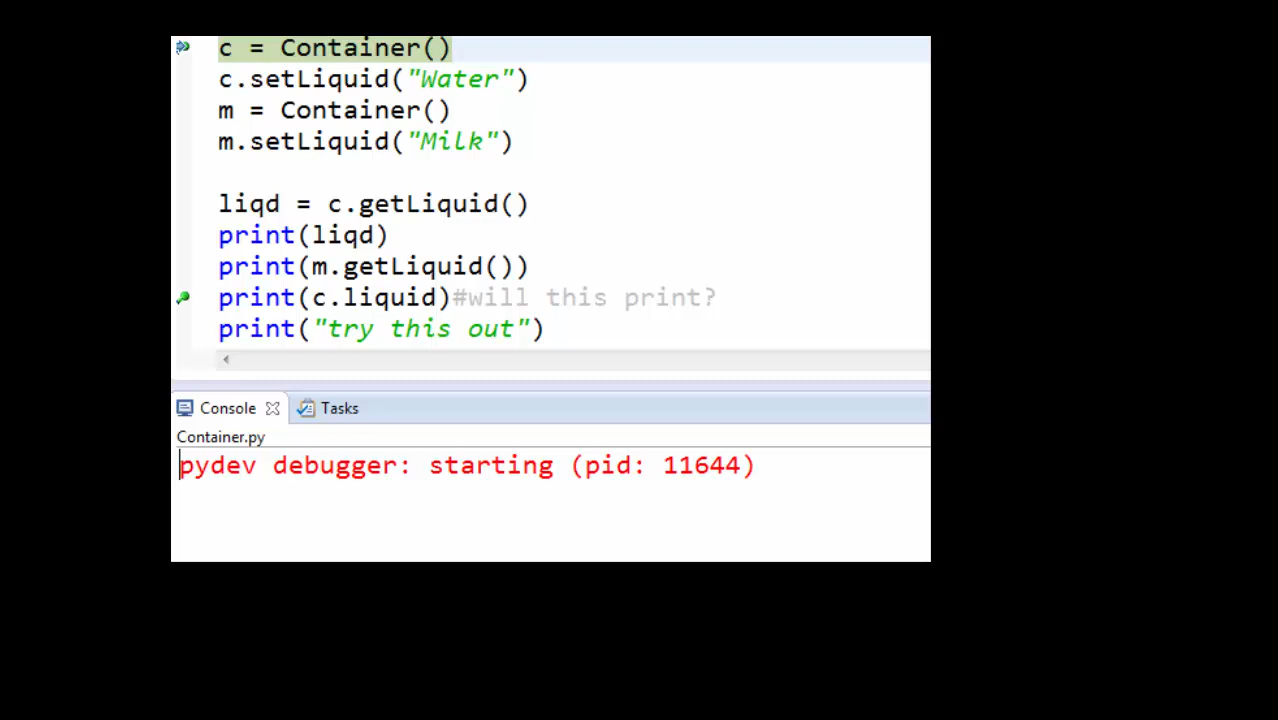 c = Container()
c.setLiquid("Water")
m = Container()
m.setLiquid("Milk")
liqd = c.getLiquid()
print(liqd)
print(m.getLiquid())
print(c.liquid)#will this print?
print("try this out")
Console Tasks
Container.py
pydev debugger: starting (pid: 11644)